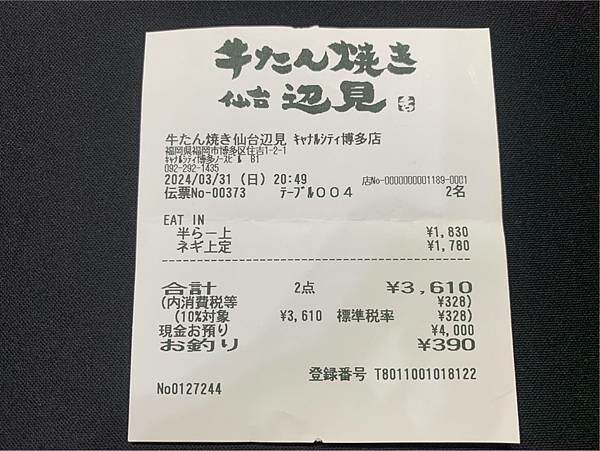 牛たん焼き
仙台 辺見
牛たん焼き仙台辺見 ｷｬﾅﾙｼﾃｨ博多店
福岡県福岡市博多区住吉1-2-1
ｷｬﾅﾙｼﾃｨ博多ﾉｰｽﾋﾞﾙ B1
092-292-1435
2024/03/31 (日) 20:49 店No-0000000001189-0001
伝票No-00373 ﾃｰﾌﾞﾙ004 2名
EAT IN
半らー上 ¥1,830
ネギ上定 ¥1,780
合計 2点 ¥3,610
(内消費税等 ¥328)
(10%対象 ¥3,610 標準税率 ¥328)
現金お預り ¥4,000
お釣り ¥390
登録番号 T8011001018122
No0127244